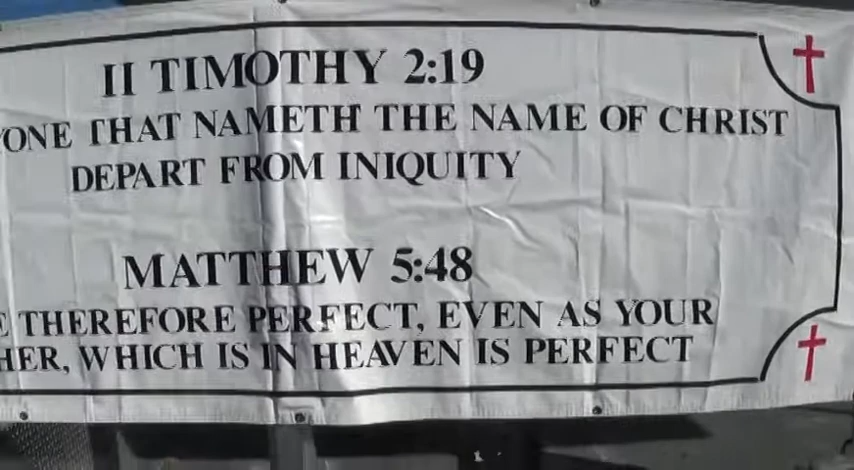 II TIMOTHY 2:19
ONE THAT NAMETH THE NAME OF CHRIST
DEPART FROM INIQUITY
MATTHEW 5:48
THEREFORE PERFECT, EVEN AS YOUR
HER, WHICH IS IN HEAVEN IS PERFECT